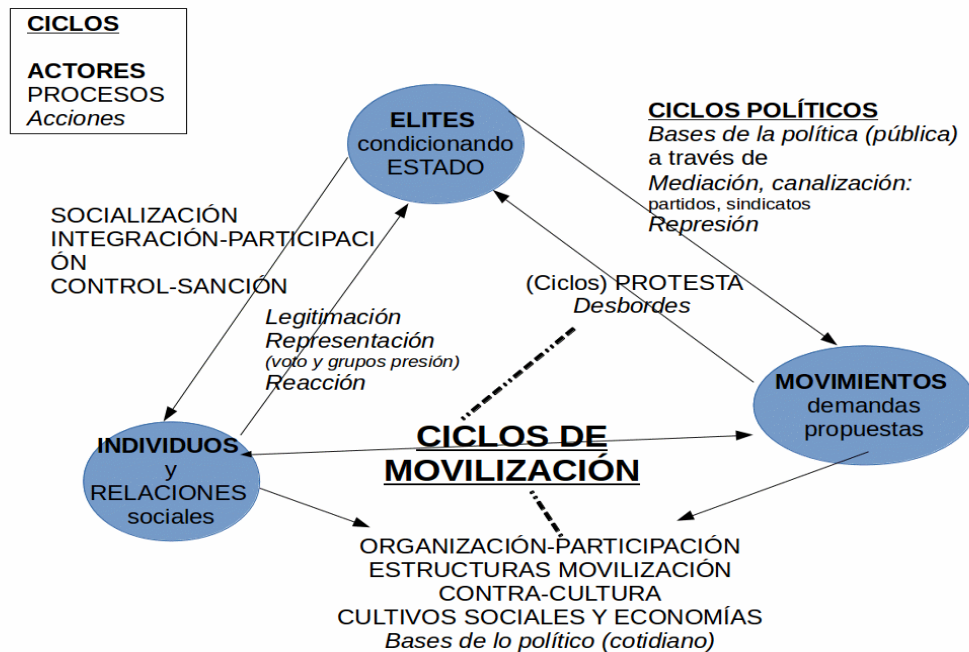 CICLOS
ACTORES
PROCESOS
Acciones
ELITES
condicionando
ESTADO
CICLOS POLÍTICOS
Bases de la política (pública)
a través de
Mediación, canalización:
partidos, sindicatos
Represión
SOCIALIZACIÓN
INTEGRACIÓN-PARTICIPACI
ÓN
CONTROL-SANCIÓN
Legitimación
Representación
(voto y grupos presión)
Reacción
(Ciclos) PROTESTA
Desbordes
MOVIMIENTOS
demandas
propuestas
INDIVIDUOS
y
RELACIONES
sociales
CICLOS DE
MOVILIZACIÓN
ORGANIZACIÓN-PARTICIPACIÓN
ESTRUCTURAS MOVILIZACIÓN
CONTRA-CULTURA
CULTIVOS SOCIALES Y ECONOMÍAS
Bases de lo político (cotidiano)